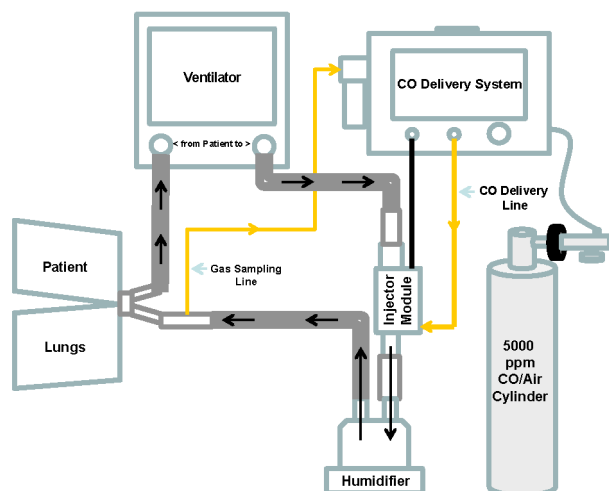 Ventilator
< from Patient to >
CO Delivery System
CO Delivery
Line
Gas Sampling
Line
Patient
Lungs
Injector
Module
5000
ppm
CO/Air
Cylinder
Humidifier